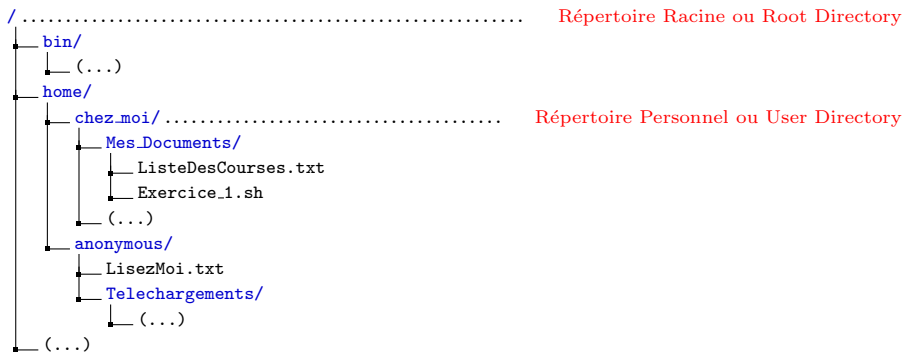 / ........................................................ Répertoire Racine ou Root Directory
bin/
(...)
home/
chez_moi/ ..................................... Répertoire Personnel ou User Directory
Mes_Documents/
ListeDesCourses.txt
Exercice_1.sh
(...)
anonymous/
LisezMoi.txt
Telechargements/
(...)
(...)